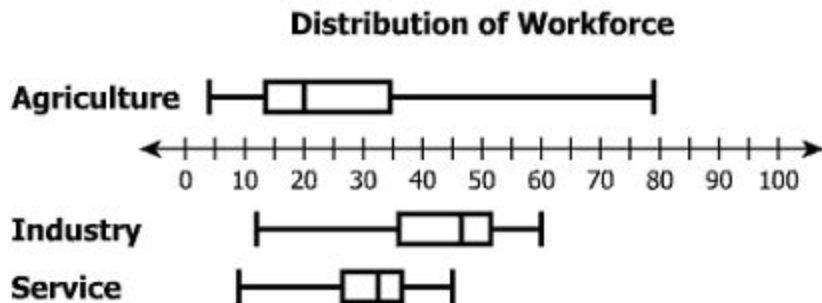 Distribution of Workforce
Agriculture
0 10 20 30 40 50 60 70 80 90 100
Industry
Service